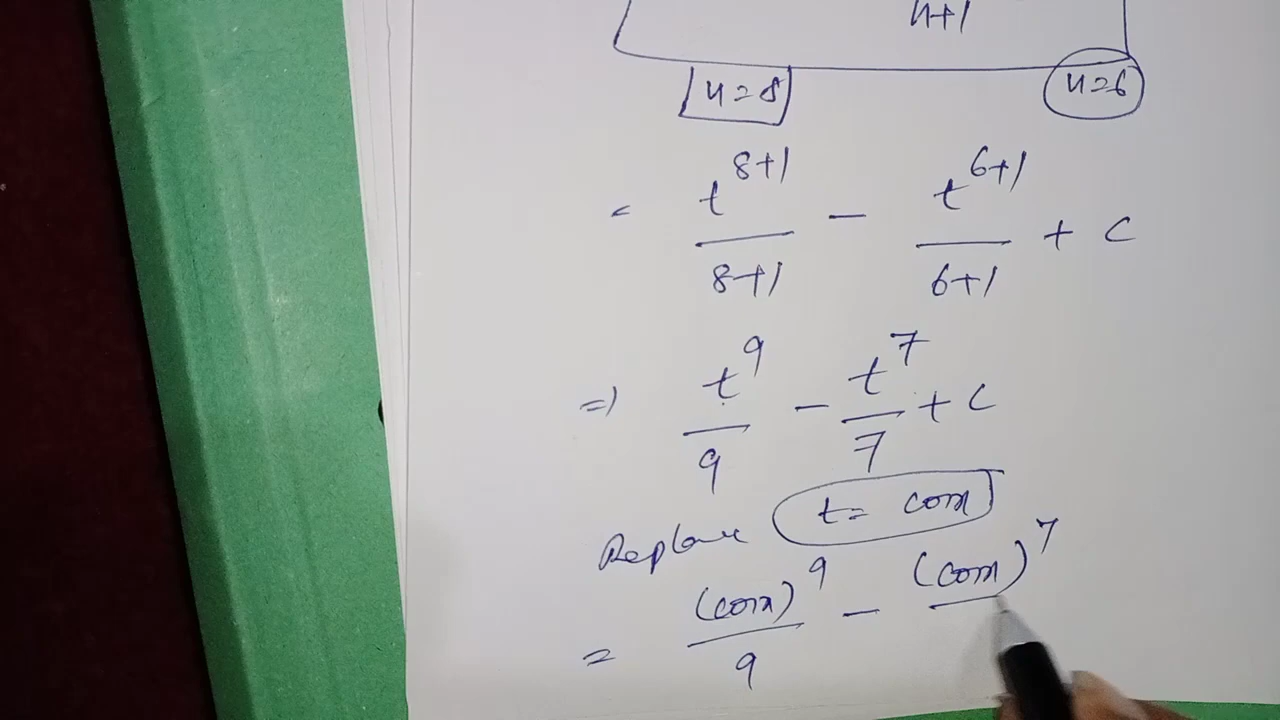 n+1
n=8 n=6
= t^8+1/8+1 - t^6+1/6+1 + c
=) t^9/9 - t^7/7 + c
Replace t= cosx
= (cosx)^9/9 - (cosx)^7